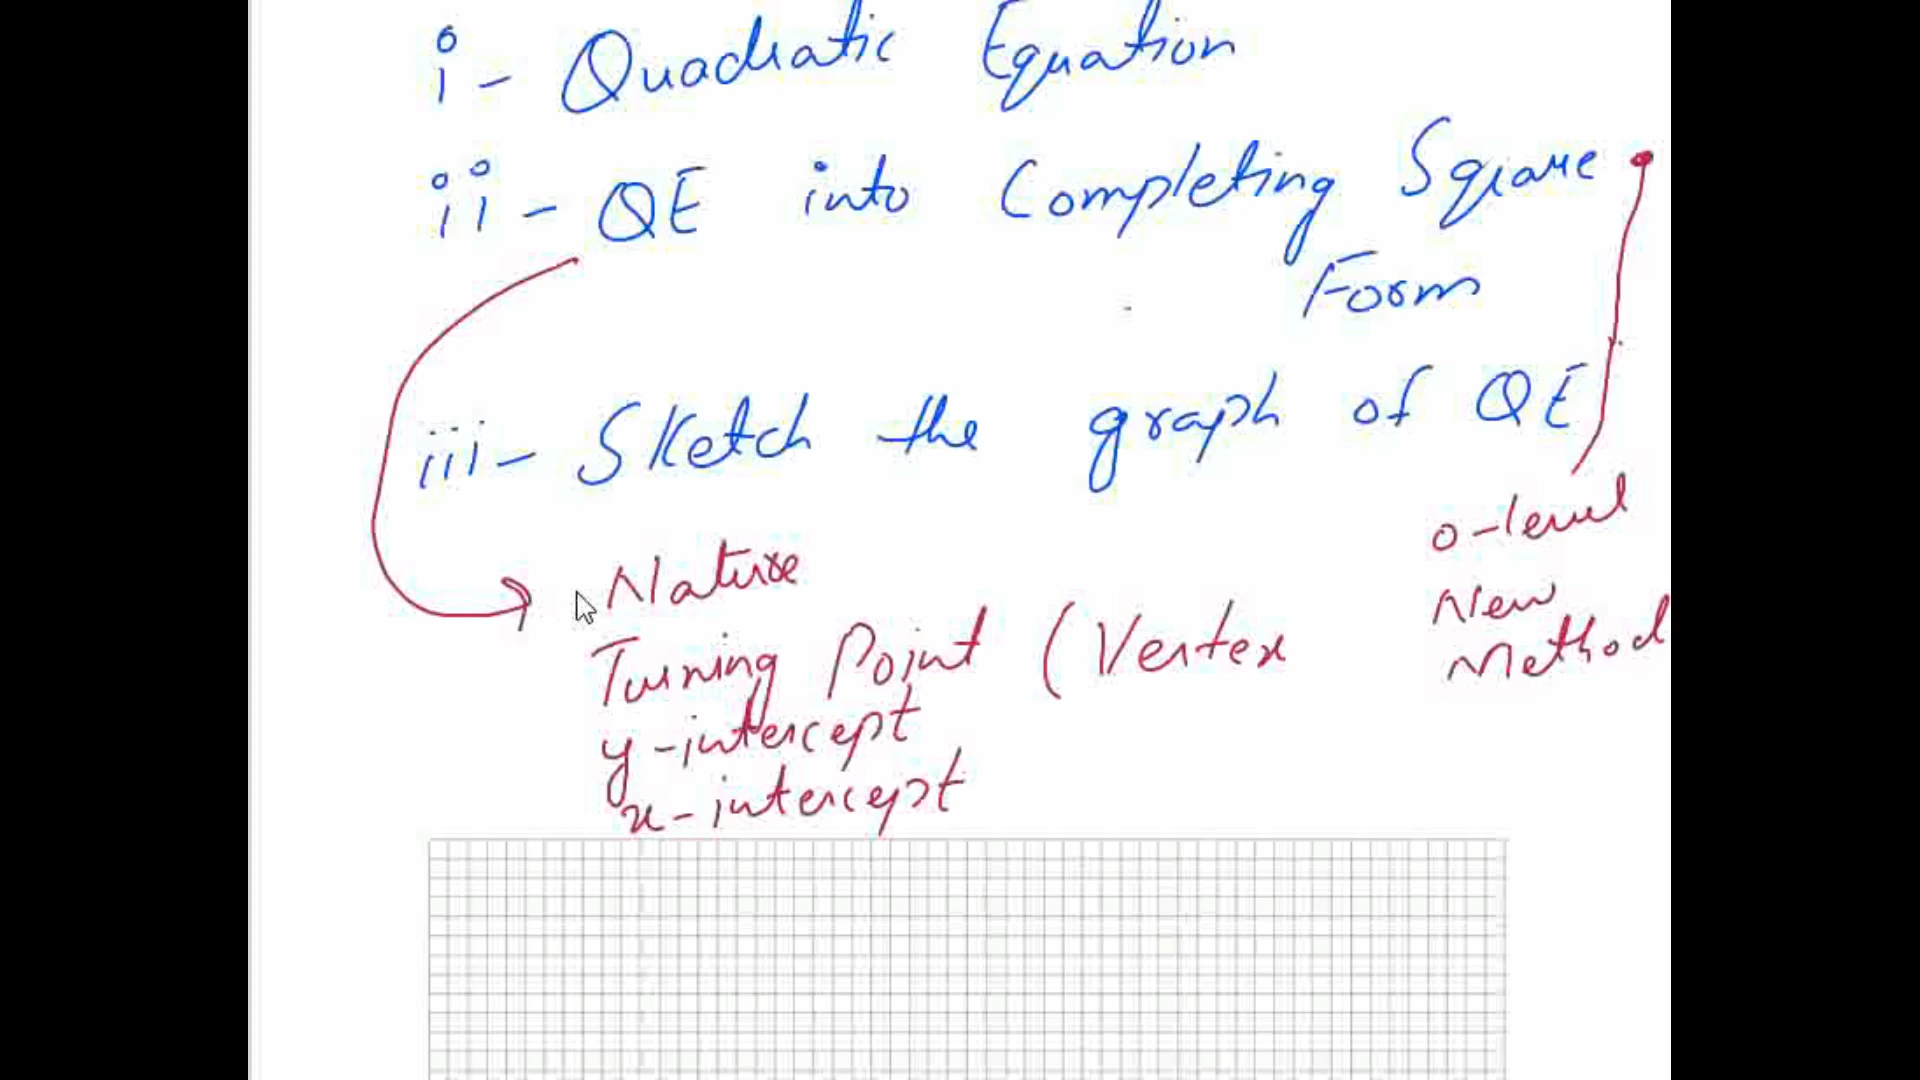 i- Quadratic Equation
ii- QE into Completing Square
Form
iii- Sketch the graph of QE
o-level
New
Method
Nature
Turning Point (Vertex
y-intercept
x-intercept